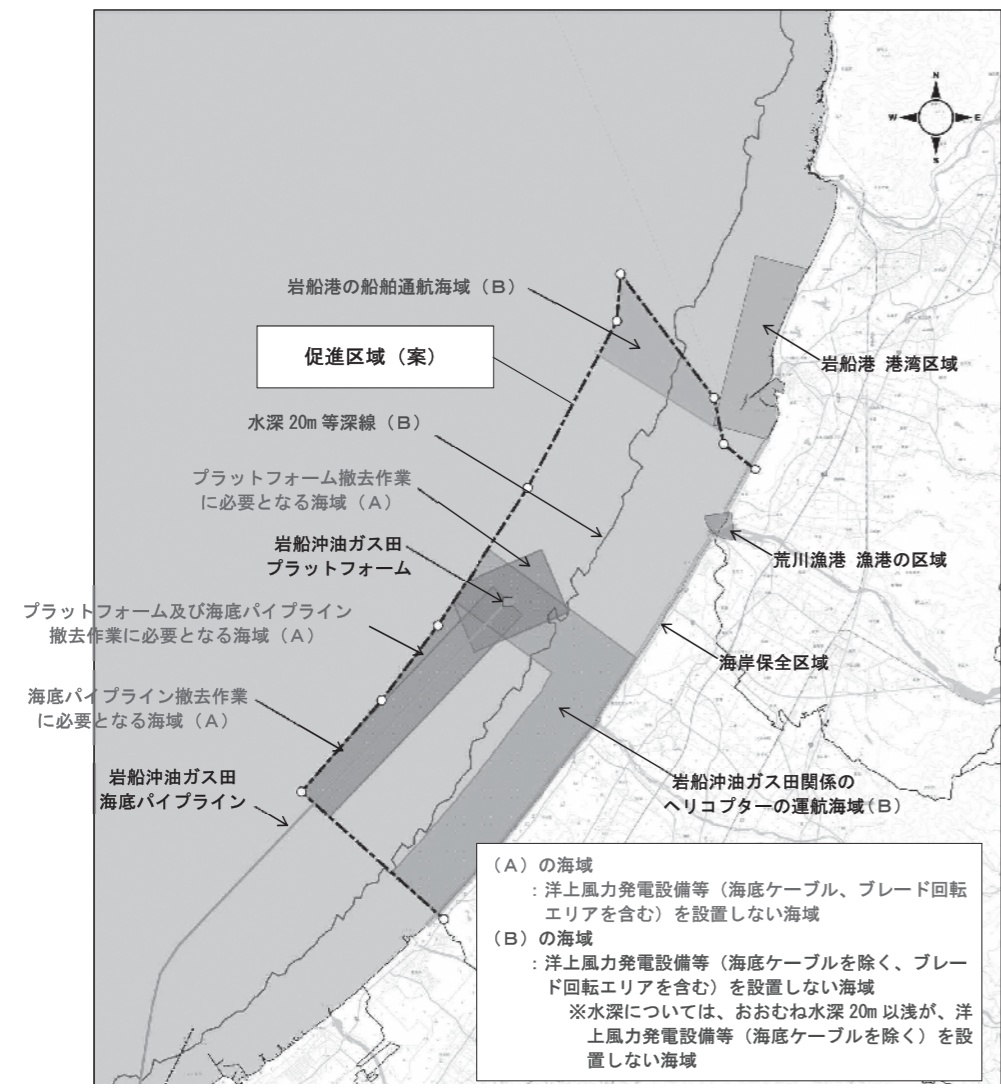 N
W
E
S
岩船港の船舶通航海域（B）
促進区域（案）
岩船港 港湾区域
水深20m等深線（B）
プラットフォーム撤去作業
に必要となる海域（A）
岩船沖油ガス田
プラットフォーム
荒川漁港 漁港の区域
プラットフォーム及び海底パイプライン
撤去作業に必要となる海域（A）
海岸保全区域
海底パイプライン撤去作業
に必要となる海域（A）
岩船沖油ガス田
海底パイプライン
岩船沖油ガス田関係の
ヘリコプターの運航海域(B)
（A）の海域
：洋上風力発電設備等（海底ケーブル、ブレード回転
エリアを含む）を設置しない海域
（B）の海域
：洋上風力発電設備等（海底ケーブルを除く、ブレー
ド回転エリアを含む）を設置しない海域
※水深については、おおむね水深20m以浅が、洋
上風力発電設備等（海底ケーブルを除く）を設
置しない海域